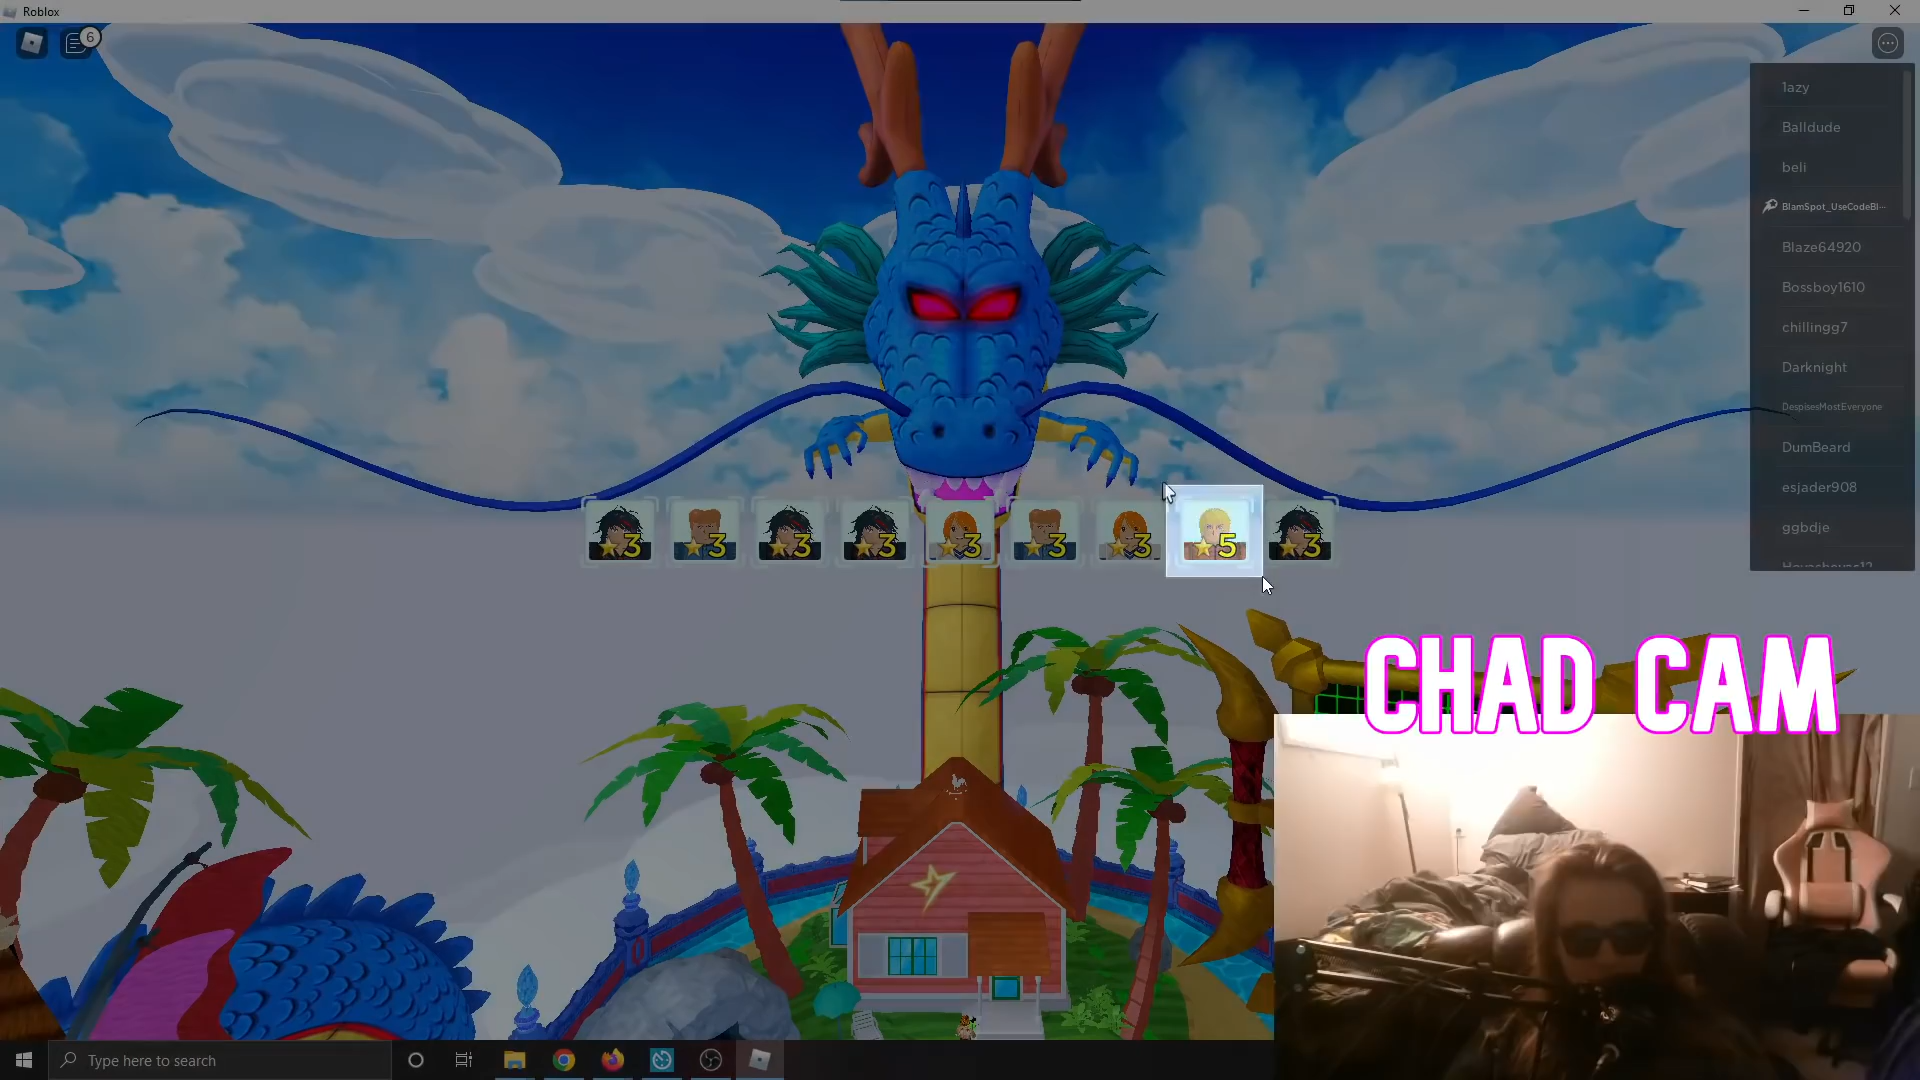 Roblox
6
1azy
Balldude
beli
BlamSpot_UseCodeBl···
Blaze64920
Bossboy1610
chillingg7
Darknight
DespisesMostEveryone
DumBeard
esjader908
ggbdje
3 3 3 3 3 3 3 5 3
CHAD CAM
Type here to search